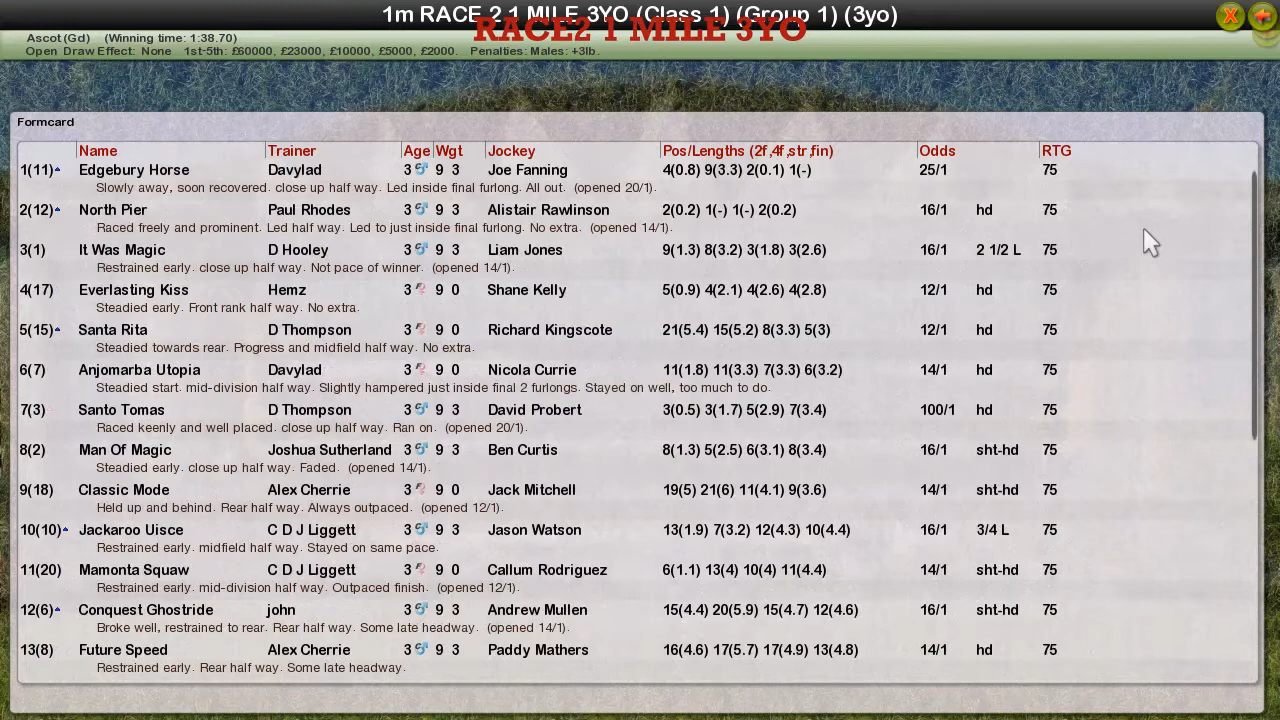 1m RACE 2 1 MILE 3YO (Class 1) (Group 1) (3yo)
RACE2 1 MILE 3YO
Ascot(Gd) (Winning time: 1:38.70)
Open Draw Effect: None 1st-5th: £60000, £23000, £10000, £5000, £2000. Penalties: Males: +3lb.
Formcard
Name Trainer Age Wgt Jockey Pos/Lengths (2f,4f,str,fin) Odds RTG
1(11) Edgebury Horse Davylad 3 9 3 Joe Fanning 4(0.8) 9(3.3) 2(0.1) 1(-) 25/1 75
Slowly away, soon recovered. close up half way. Led inside final furlong. All out. (opened 20/1).
2(12) North Pier Paul Rhodes 3 9 3 Alistair Rawlinson 2(0.2) 1(-) 1(-) 2(0.2) 16/1 hd 75
Raced freely and prominent. Led half way. Led to just inside final furlong. No extra. (opened 14/1).
3(1) It Was Magic D Hooley 3 9 3 Liam Jones 9(1.3) 8(3.2) 3(1.8) 3(2.6) 16/1 2 1/2 L 75
Restrained early. close up half way. Not pace of winner. (opened 14/1).
4(17) Everlasting Kiss Hemz 3 9 0 Shane Kelly 5(0.9) 4(2.1) 4(2.6) 4(2.8) 12/1 hd 75
Steadied early. Front rank half way. No extra.
5(15) Santa Rita D Thompson 3 9 0 Richard Kingscote 21(5.4) 15(5.2) 8(3.3) 5(3) 12/1 hd 75
Steadied towards rear. Progress and midfield half way. No extra.
6(7) Anjomarba Utopia Davylad 3 9 0 Nicola Currie 11(1.8) 11(3.3) 7(3.3) 6(3.2) 14/1 hd 75
Steadied start. mid-division half way. Slightly hampered just inside final 2 furlongs. Stayed on well, too much to do.
7(3) Santo Tomas D Thompson 3 9 3 David Probert 3(0.5) 3(1.7) 5(2.9) 7(3.4) 100/1 hd 75
Raced keenly and well placed. close up half way. Ran on. (opened 20/1).
8(2) Man Of Magic Joshua Sutherland 3 9 3 Ben Curtis 8(1.3) 5(2.5) 6(3.1) 8(3.4) 16/1 sht-hd 75
Steadied early. close up half way. Faded. (opened 14/1).
9(18) Classic Mode Alex Cherrie 3 9 0 Jack Mitchell 19(5) 21(6) 11(4.1) 9(3.6) 14/1 sht-hd 75
Held up and behind. Rear half way. Always outpaced. (opened 12/1).
10(10) Jackaroo Uisce C D J Liggett 3 9 3 Jason Watson 13(1.9) 7(3.2) 12(4.3) 10(4.4) 16/1 3/4 L 75
Restrained early. midfield half way. Stayed on same pace.
11(20) Mamonta Squaw C D J Liggett 3 9 0 Callum Rodriguez 6(1.1) 13(4) 10(4) 11(4.4) 14/1 sht-hd 75
Restrained early. mid-division half way. Outpaced finish. (opened 12/1).
12(6) Conquest Ghostride john 3 9 3 Andrew Mullen 15(4.4) 20(5.9) 15(4.7) 12(4.6) 16/1 sht-hd 75
Broke well, restrained to rear. Rear half way. Some late headway. (opened 14/1).
13(8) Future Speed Alex Cherrie 3 9 3 Paddy Mathers 16(4.6) 17(5.7) 17(4.9) 13(4.8) 14/1 hd 75
Restrained early. Rear half way. Some late headway.